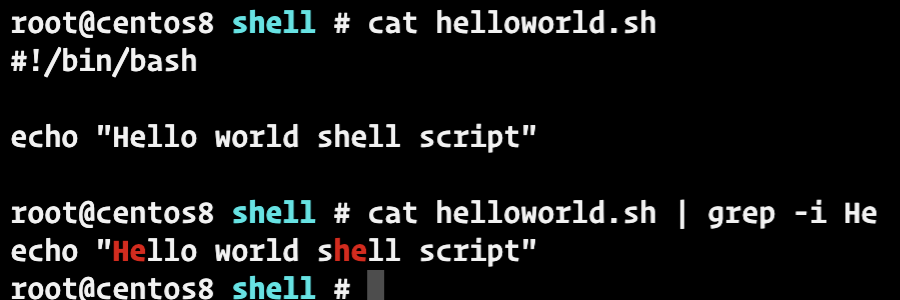 root@centos8 shell # cat helloworld.sh
#!/bin/bash
echo "Hello world shell script"
root@centos8 shell # cat helloworld.sh | grep -i He
echo "Hello world shell script"
root@centos8 shell #